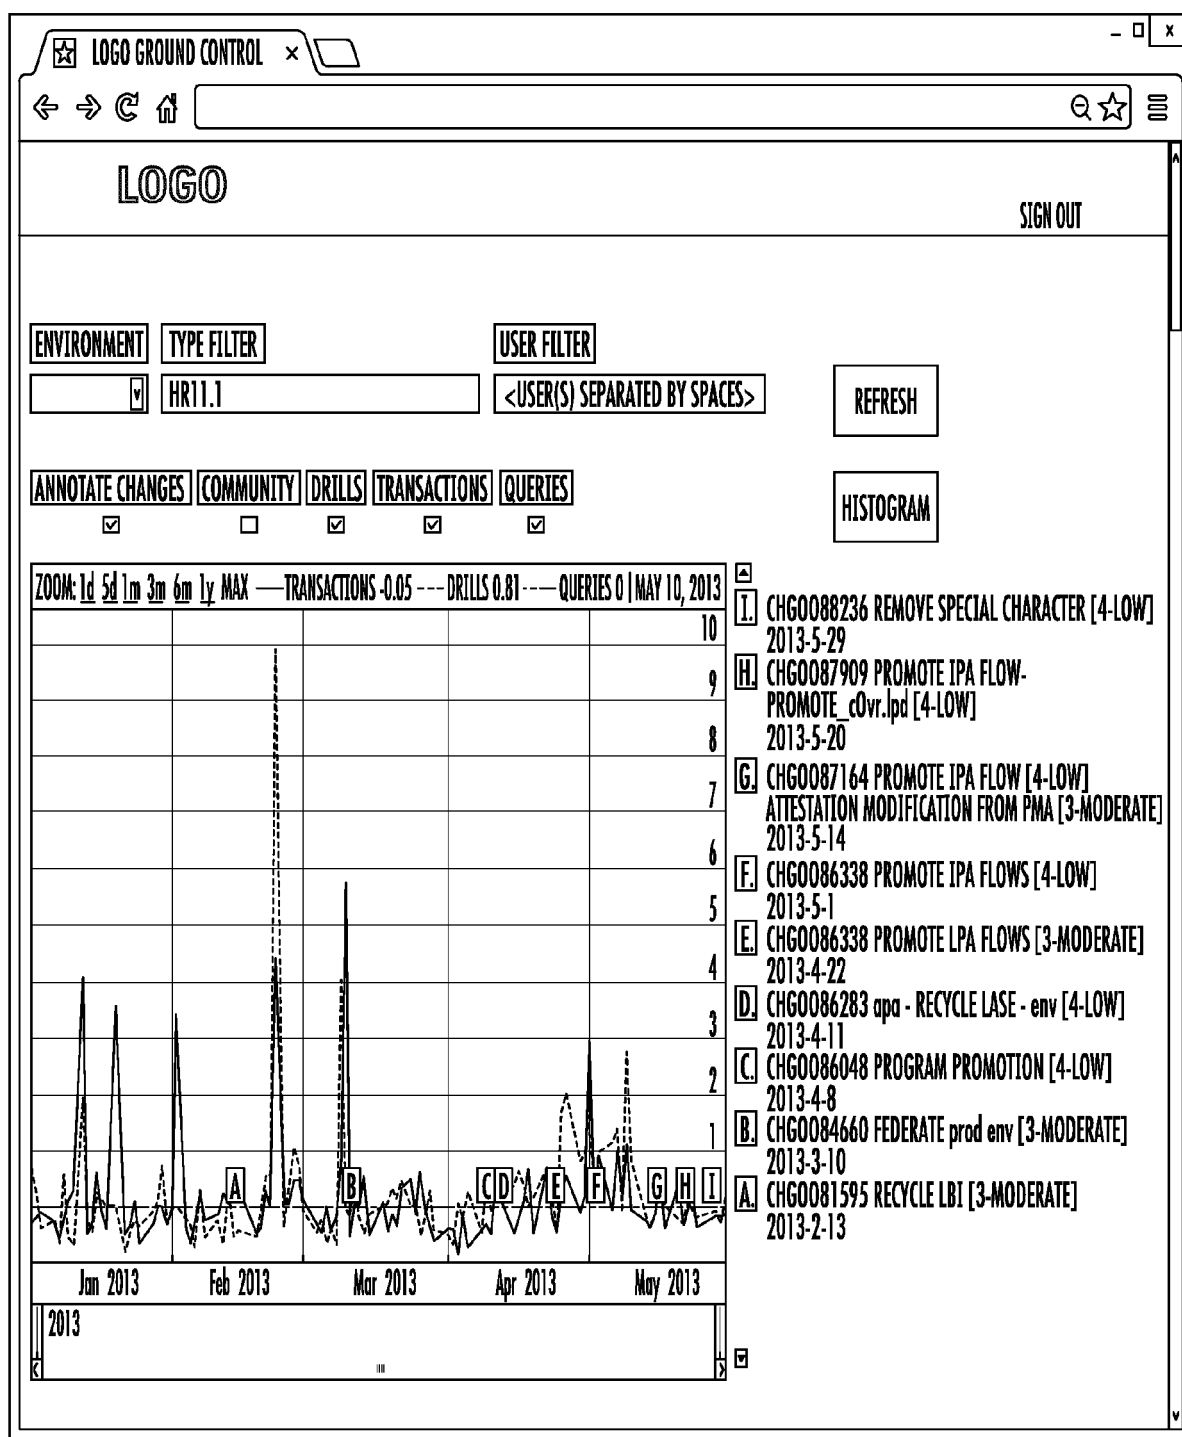 LOGO GROUND CONTROL
LOGO
SIGN OUT
ENVIRONMENT TYPE FILTER USER FILTER
HR11.1 <USER(S) SEPARATED BY SPACES>
REFRESH
ANNOTATE CHANGES COMMUNITY DRILLS TRANSACTIONS QUERIES
HISTOGRAM
ZOOM: 1d 5d 1m 3m 6m 1y MAX —TRANSACTIONS -0.05 ---DRILLS 0.81 -·-—QUERIES 0 | MAY 10, 2013
10
9
8
7
6
5
4
3
2
1
A B C D E F G H I
Jan 2013 Feb 2013 Mar 2013 Apr 2013 May 2013
2013
I. CHG0088236 REMOVE SPECIAL CHARACTER [4-LOW]
2013-5-29
H. CHG0087909 PROMOTE IPA FLOW-
PROMOTE_cOvr.lpd [4-LOW]
2013-5-20
G. CHG0087164 PROMOTE IPA FLOW [4-LOW]
ATTESTATION MODIFICATION FROM PMA [3-MODERATE]
2013-5-14
F. CHG0086338 PROMOTE IPA FLOWS [4-LOW]
2013-5-1
E. CHG0086338 PROMOTE LPA FLOWS [3-MODERATE]
2013-4-22
D. CHG0086283 apa - RECYCLE LASE - env [4-LOW]
2013-4-11
C. CHG0086048 PROGRAM PROMOTION [4-LOW]
2013-4-8
B. CHG0084660 FEDERATE prod env [3-MODERATE]
2013-3-10
A. CHG0081595 RECYCLE LBI [3-MODERATE]
2013-2-13